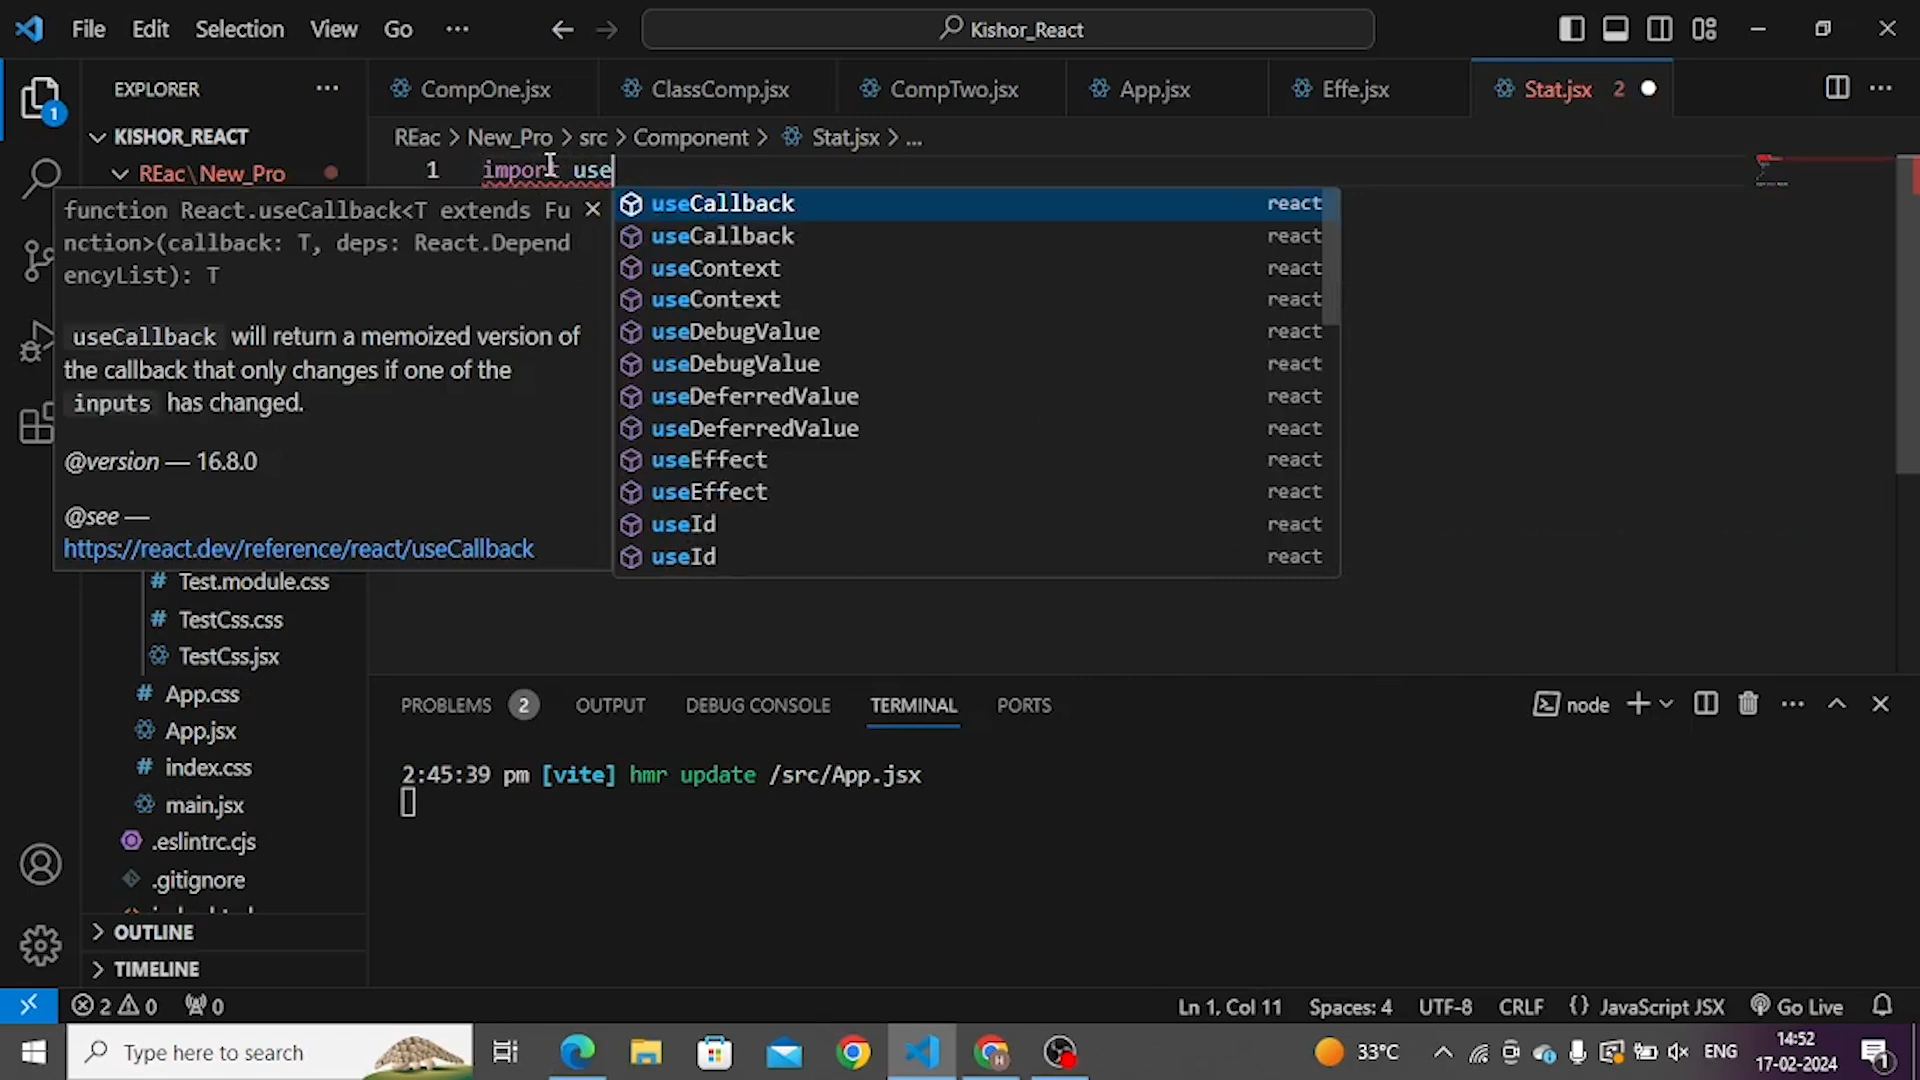 File Edit Selection View Go ··· Kishor_React
EXPLORER ···
CompOne.jsx ClassComp.jsx CompTwo.jsx App.jsx Effe.jsx Stat.jsx 2
1
KISHOR_REACT
REac > New_Pro > src > Component > Stat.jsx > ...
REac\New_Pro
1 import use
function React.useCallback<T extends Fu
nction>(callback: T, deps: React.Depend
encyList): T
useCallback will return a memoized version of
the callback that only changes if one of the
inputs has changed.
@version — 16.8.0
@see —
https://react.dev/reference/react/useCallback
useCallback react
useCallback react
useContext react
useContext react
useDebugValue react
useDebugValue react
useDeferredValue react
useDeferredValue react
useEffect react
useEffect react
useId react
useId react
Test.module.css
TestCss.css
TestCss.jsx
App.css
App.jsx
index.css
main.jsx
.eslintrc.cjs
.gitignore
OUTLINE
TIMELINE
PROBLEMS 2 OUTPUT DEBUG CONSOLE TERMINAL PORTS node
2:45:39 pm [vite] hmr update /src/App.jsx
2 0 0 Ln 1, Col 11 Spaces: 4 UTF-8 CRLF {} JavaScript JSX Go Live
Type here to search 33°C ENG 14:52
17-02-2024 1